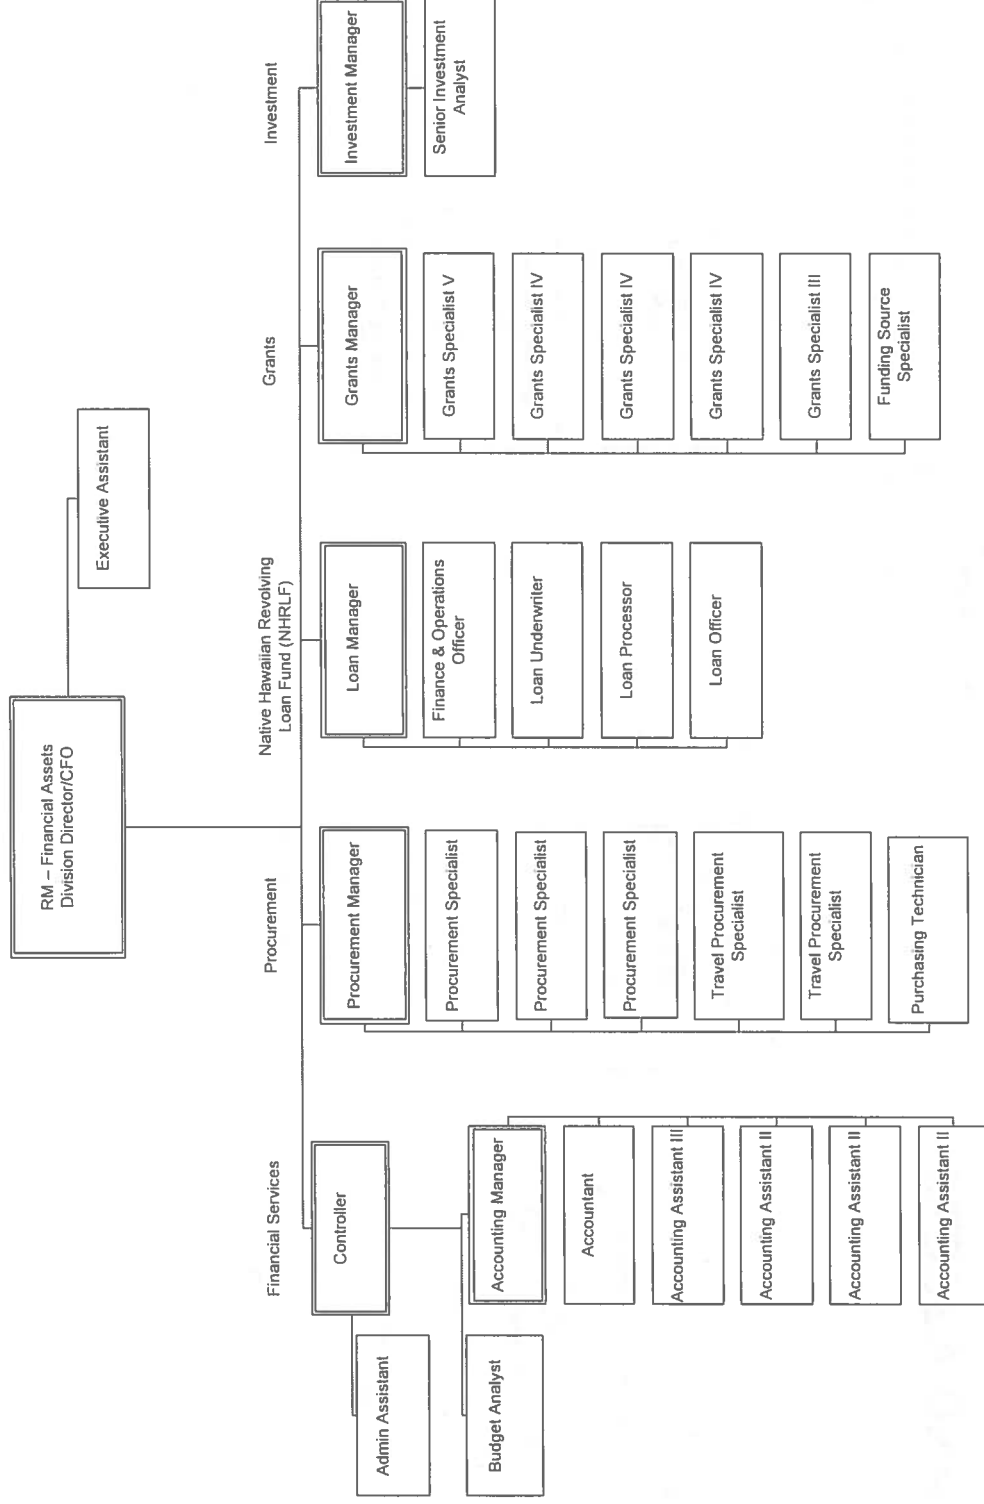 RM – Financial Assets
Division Director/CFO
Executive Assistant
Financial Services
Controller
Admin Assistant
Budget Analyst
Accounting Manager
Accountant
Accounting Assistant III
Accounting Assistant II
Accounting Assistant II
Accounting Assistant II
Procurement
Procurement Manager
Procurement Specialist
Procurement Specialist
Procurement Specialist
Travel Procurement
Specialist
Travel Procurement
Specialist
Purchasing Technician
Native Hawaiian Revolving
Loan Fund (NHRLF)
Loan Manager
Finance & Operations
Officer
Loan Underwriter
Loan Processor
Loan Officer
Grants
Grants Manager
Grants Specialist V
Grants Specialist IV
Grants Specialist IV
Grants Specialist IV
Grants Specialist III
Funding Source
Specialist
Investment
Investment Manager
Senior Investment
Analyst